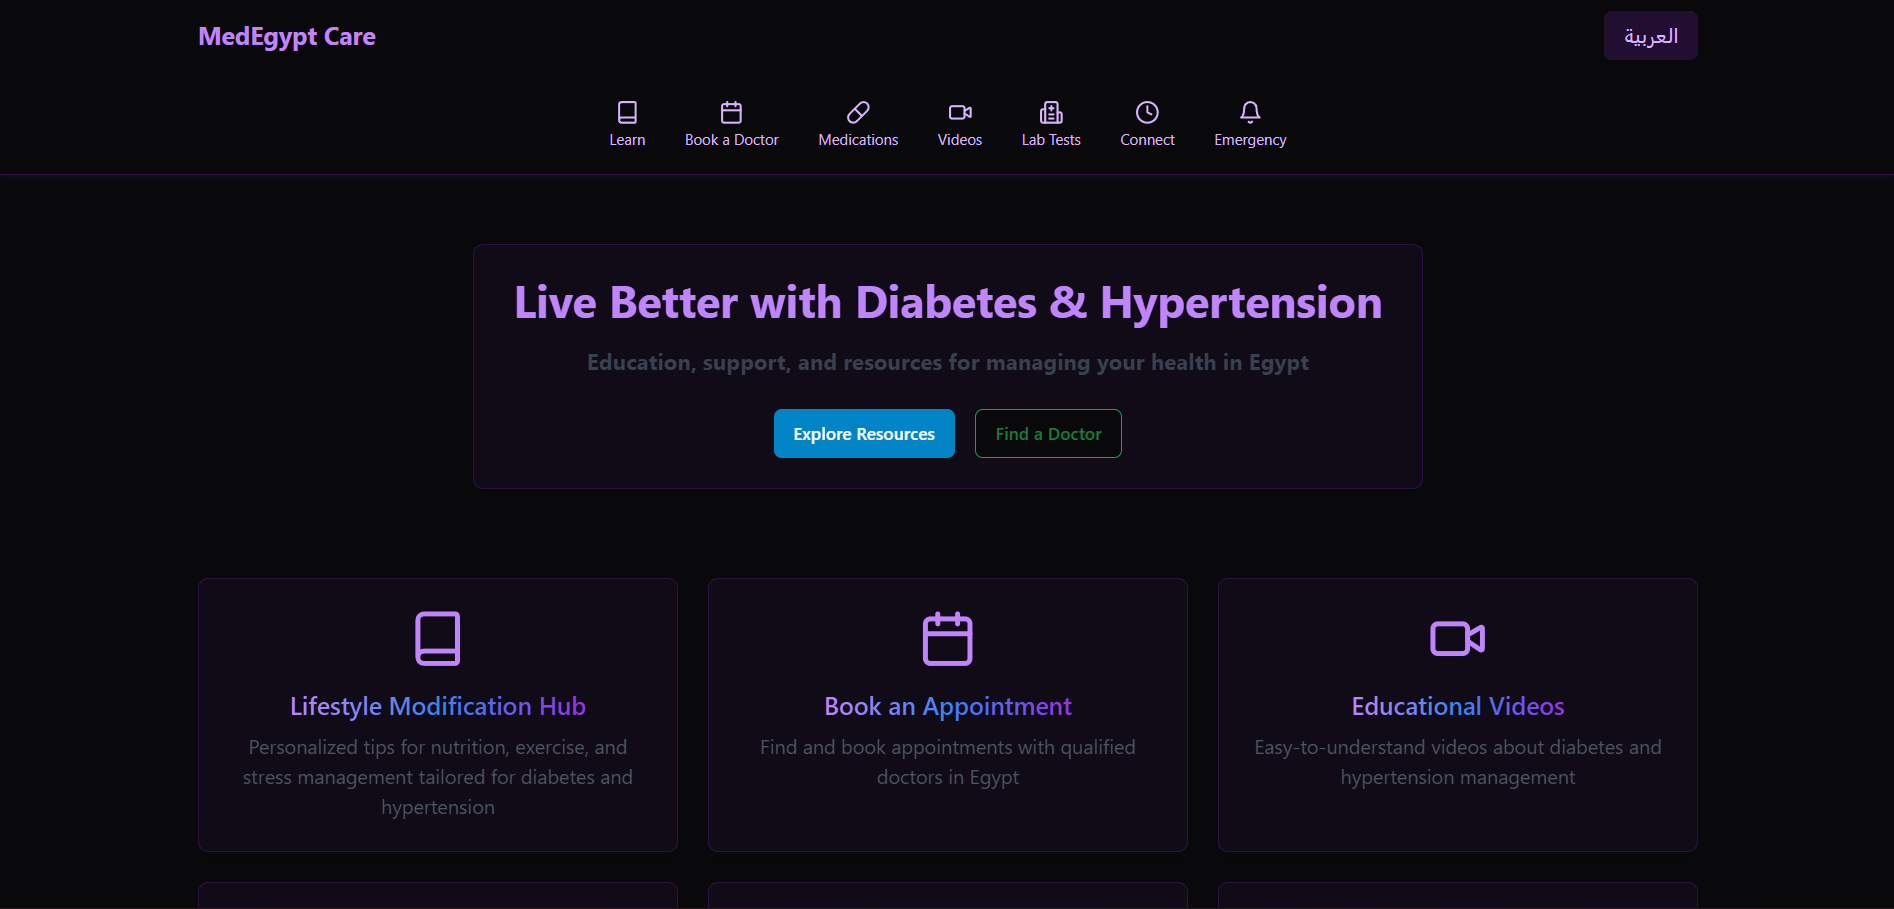 MedEgypt Care
العربية
Learn
Book a Doctor
Medications
Videos
Lab Tests
Connect
Emergency
Live Better with Diabetes & Hypertension
Education, support, and resources for managing your health in Egypt
Explore Resources
Find a Doctor
Lifestyle Modification Hub
Personalized tips for nutrition, exercise, and
stress management tailored for diabetes and
hypertension
Book an Appointment
Find and book appointments with qualified
doctors in Egypt
Educational Videos
Easy-to-understand videos about diabetes and
hypertension management